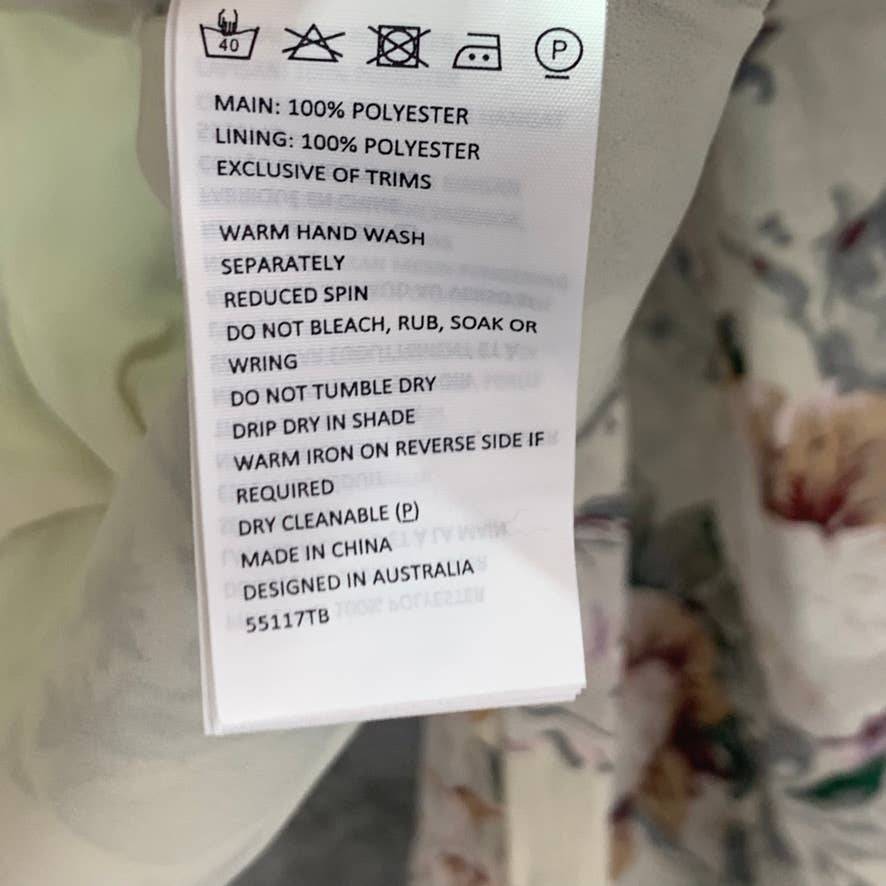 40
P
MAIN: 100% POLYESTER
LINING: 100% POLYESTER
EXCLUSIVE OF TRIMS
WARM HAND WASH
SEPARATELY
REDUCED SPIN
DO NOT BLEACH, RUB, SOAK OR
WRING
DO NOT TUMBLE DRY
DRIP DRY IN SHADE
WARM IRON ON REVERSE SIDE IF
REQUIRED
DRY CLEANABLE (P)
MADE IN CHINA
DESIGNED IN AUSTRALIA
55117TB